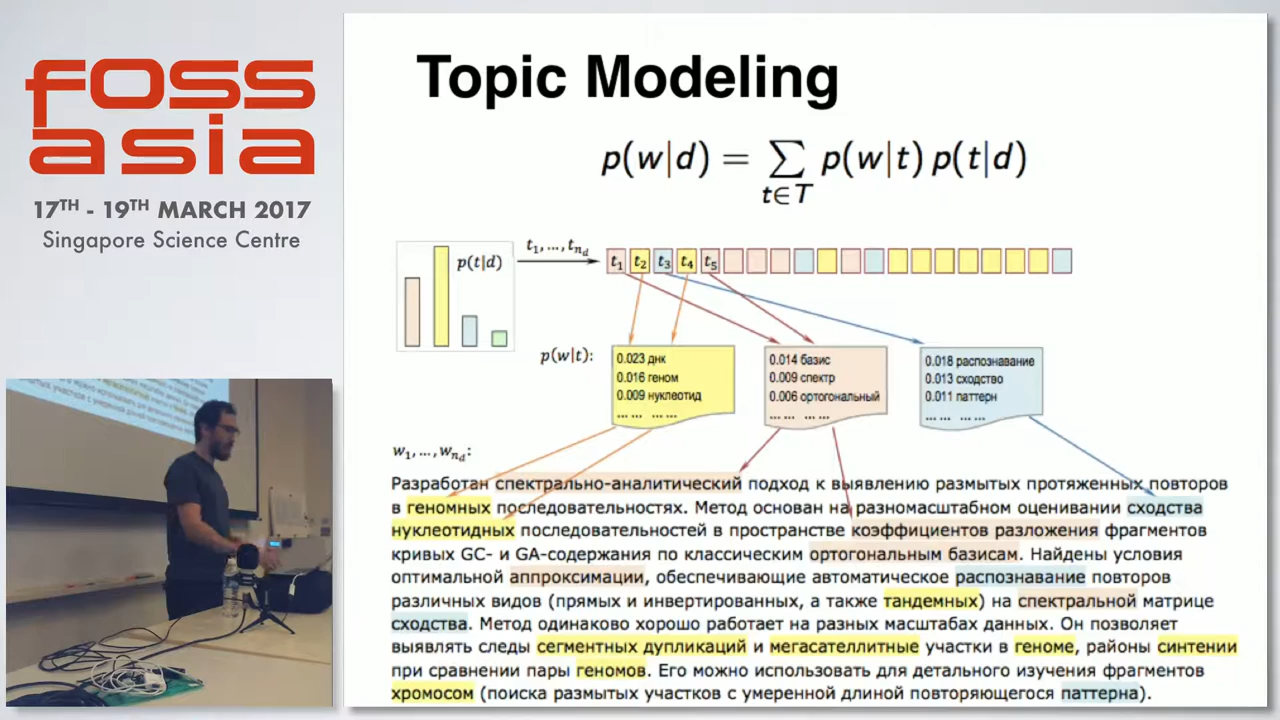 foss
asia
17TH - 19TH MARCH 2017
Singapore Science Centre
Topic Modeling
p(w|d) = ∑ p(w|t) p(t|d)
t∈T
p(t|d)
t₁,…,tₙd
t₁ t₂ t₃ t₄ t₅
p(w|t):
0.023 днк
0.016 геном
0.009 нуклеотид
… … … …
0.014 базис
0.009 спектр
0.006 ортогональный
… … … …
0.018 распознавание
0.013 сходство
0.011 паттерн
… … … …
w₁,…,wₙd:
Разработан спектрально-аналитический подход к выявлению размытых протяженных повторов
в геномных последовательностях. Метод основан на разномасштабном оценивании сходства
нуклеотидных последовательностей в пространстве коэффициентов разложения фрагментов
кривых GC- и GA-содержания по классическим ортогональным базисам. Найдены условия
оптимальной аппроксимации, обеспечивающие автоматическое распознавание повторов
различных видов (прямых и инвертированных, а также тандемных) на спектральной матрице
сходства. Метод одинаково хорошо работает на разных масштабах данных. Он позволяет
выявлять следы сегментных дупликаций и мегасателлитные участки в геноме, районы синтении
при сравнении пары геномов. Его можно использовать для детального изучения фрагментов
хромосом (поиска размытых участков с умеренной длиной повторяющегося паттерна).